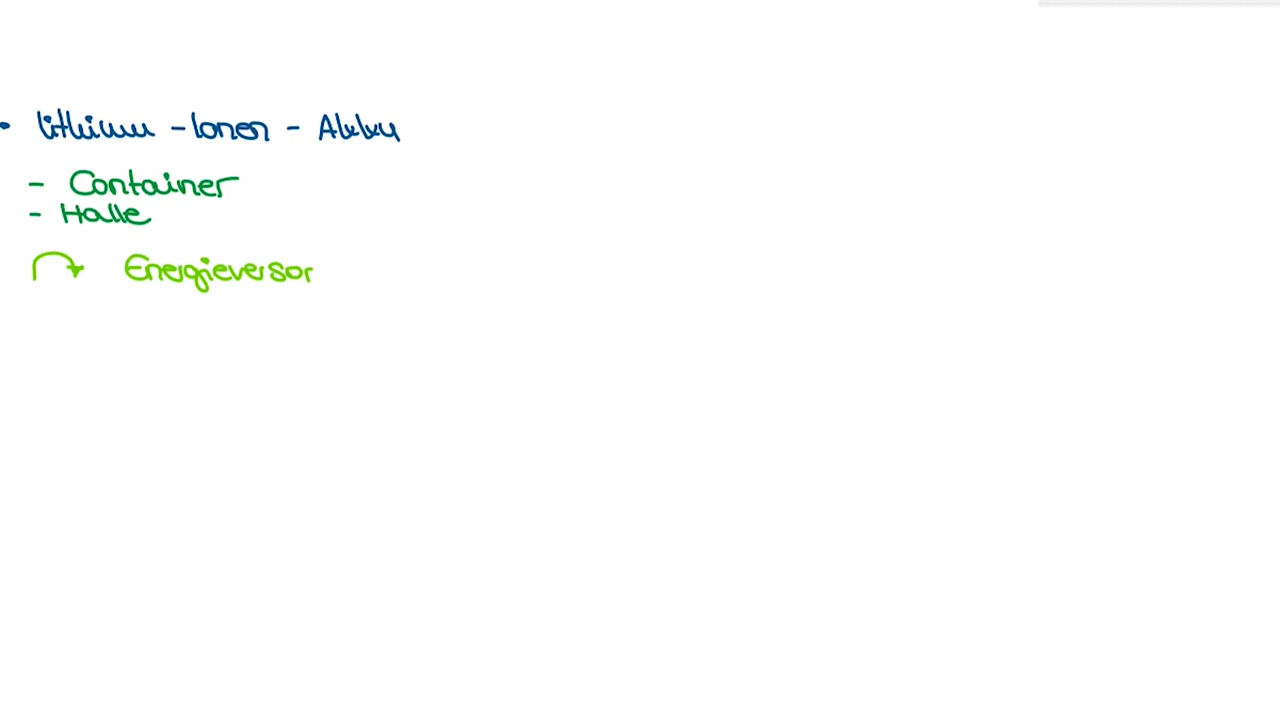 • Lithium - Ionen - Akku
- Container
- Halle
Energieversor